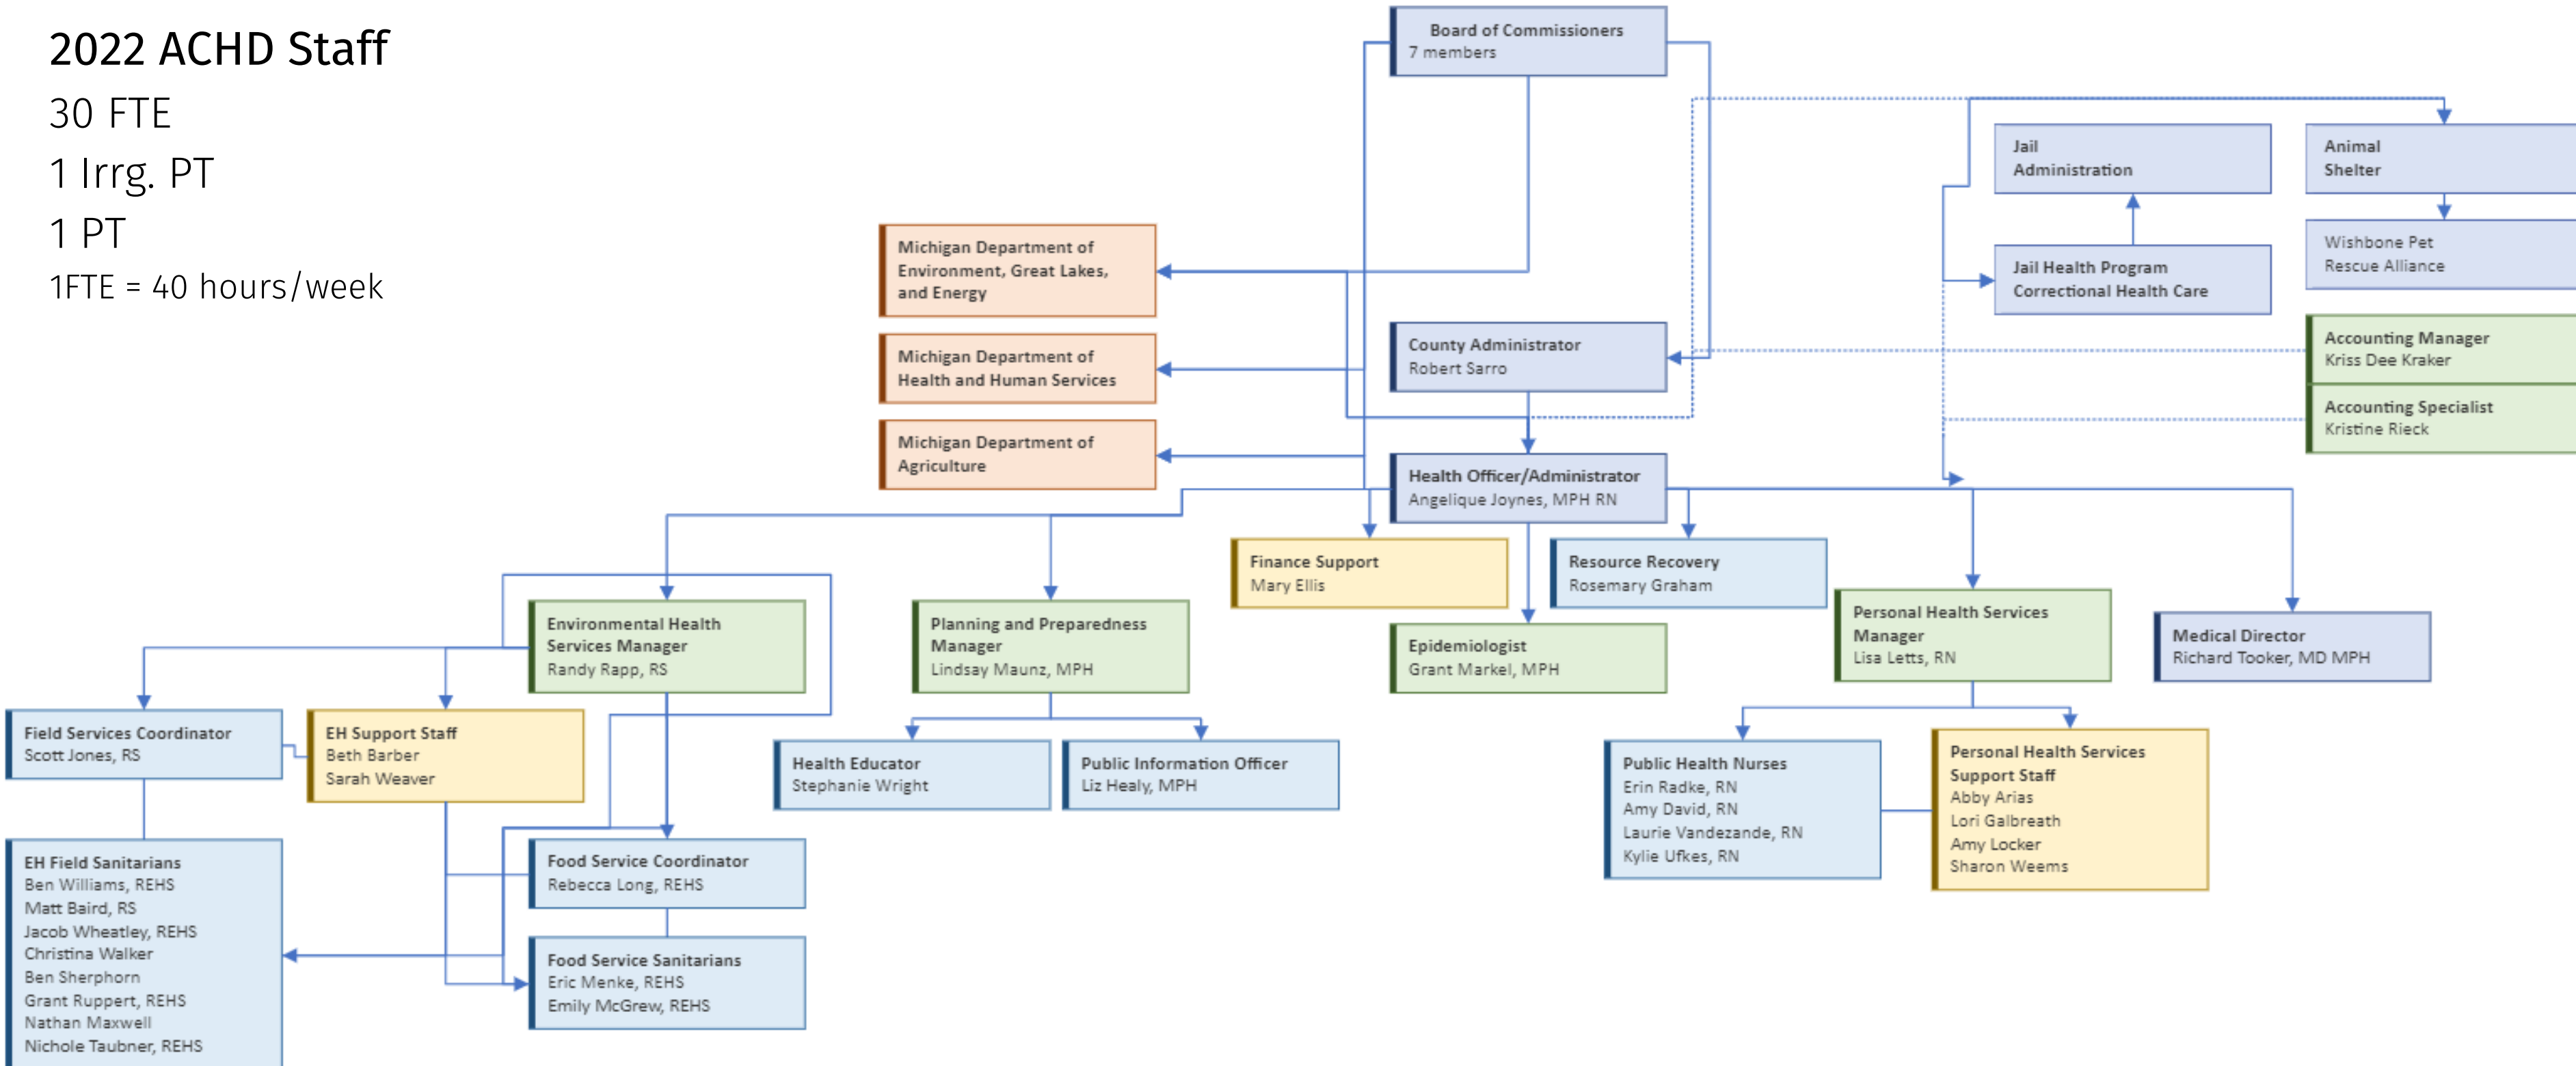 2022 ACHD Staff
30 FTE
1 Irrg. PT
1 PT
1FTE = 40 hours/week
Board of Commissioners
7 members
Jail
Administration
Animal
Shelter
Jail Health Program
Correctional Health Care
Wishbone Pet
Rescue Alliance
Michigan Department of
Environment, Great Lakes,
and Energy
Michigan Department of
Health and Human Services
Michigan Department of
Agriculture
County Administrator
Robert Sarro
Accounting Manager
Kriss Dee Kraker
Accounting Specialist
Kristine Rieck
Health Officer/Administrator
Angelique Joynes, MPH RN
Finance Support
Mary Ellis
Resource Recovery
Rosemary Graham
Environmental Health
Services Manager
Randy Rapp, RS
Planning and Preparedness
Manager
Lindsay Maunz, MPH
Epidemiologist
Grant Markel, MPH
Personal Health Services
Manager
Lisa Letts, RN
Medical Director
Richard Tooker, MD MPH
Field Services Coordinator
Scott Jones, RS
EH Support Staff
Beth Barber
Sarah Weaver
Health Educator
Stephanie Wright
Public Information Officer
Liz Healy, MPH
Public Health Nurses
Erin Radke, RN
Amy David, RN
Laurie Vandezande, RN
Kylie Ufkes, RN
Personal Health Services
Support Staff
Abby Arias
Lori Galbreath
Amy Locker
Sharon Weems
EH Field Sanitarians
Ben Williams, REHS
Matt Baird, RS
Jacob Wheatley, REHS
Christina Walker
Ben Sherphorn
Grant Ruppert, REHS
Nathan Maxwell
Nichole Taubner, REHS
Food Service Coordinator
Rebecca Long, REHS
Food Service Sanitarians
Eric Menke, REHS
Emily McGrew, REHS